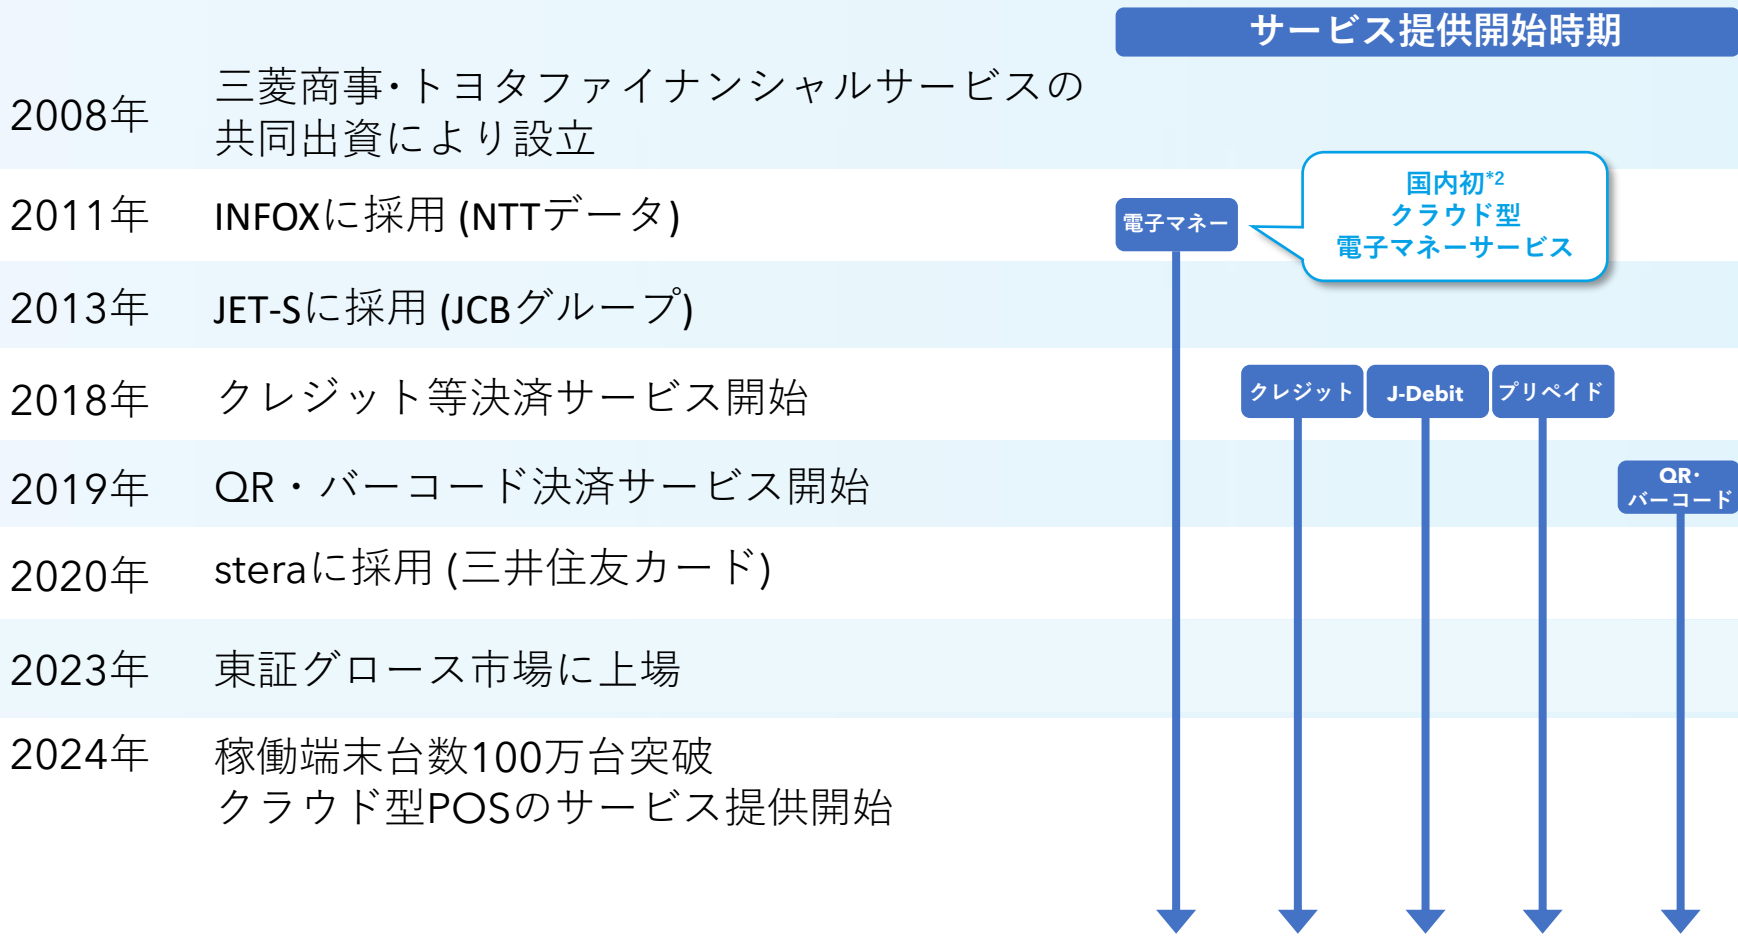 サービス提供開始時期
2008年
三菱商事･トヨタファイナンシャルサービスの
共同出資により設立
2011年
INFOXに採用 (NTTデータ)
電子マネー
国内初*2
クラウド型
電子マネーサービス
2013年
JET-Sに採用 (JCBグループ)
2018年
クレジット等決済サービス開始
クレジット
J-Debit
プリペイド
2019年
QR・バーコード決済サービス開始
QR･
バーコード
2020年
steraに採用 (三井住友カード)
2023年
東証グロース市場に上場
2024年
稼働端末台数100万台突破
クラウド型POSのサービス提供開始